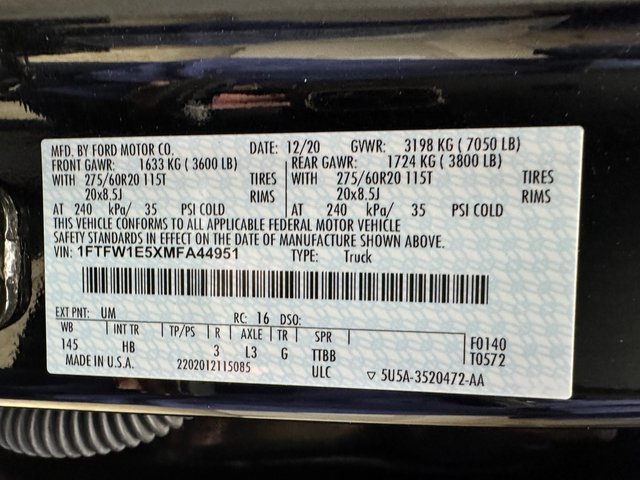 MFD. BY FORD MOTOR CO. DATE: 12/20 GVWR: 3198 KG ( 7050 LB)
FRONT GAWR: 1633 KG ( 3600 LB) REAR GAWR: 1724 KG ( 3800 LB)
WITH 275/60R20 115T TIRES WITH 275/60R20 115T TIRES
20x8.5J RIMS 20x8.5J RIMS
AT 240 kPa/ 35 PSI COLD AT 240 kPa/ 35 PSI COLD
THIS VEHICLE CONFORMS TO ALL APPLICABLE FEDERAL MOTOR VEHICLE
SAFETY STANDARDS IN EFFECT ON THE DATE OF MANUFACTURE SHOWN ABOVE.
VIN: 1FTFW1E5XMFA44951 TYPE: Truck
EXT PNT: UM RC: 16 DSO:
WB INT TR TP/PS R AXLE TR SPR F0140
145 HB 3 L3 G TTBB T0572
MADE IN U.S.A. 2202012115085 ULC ▽ 5U5A-3520472-AA